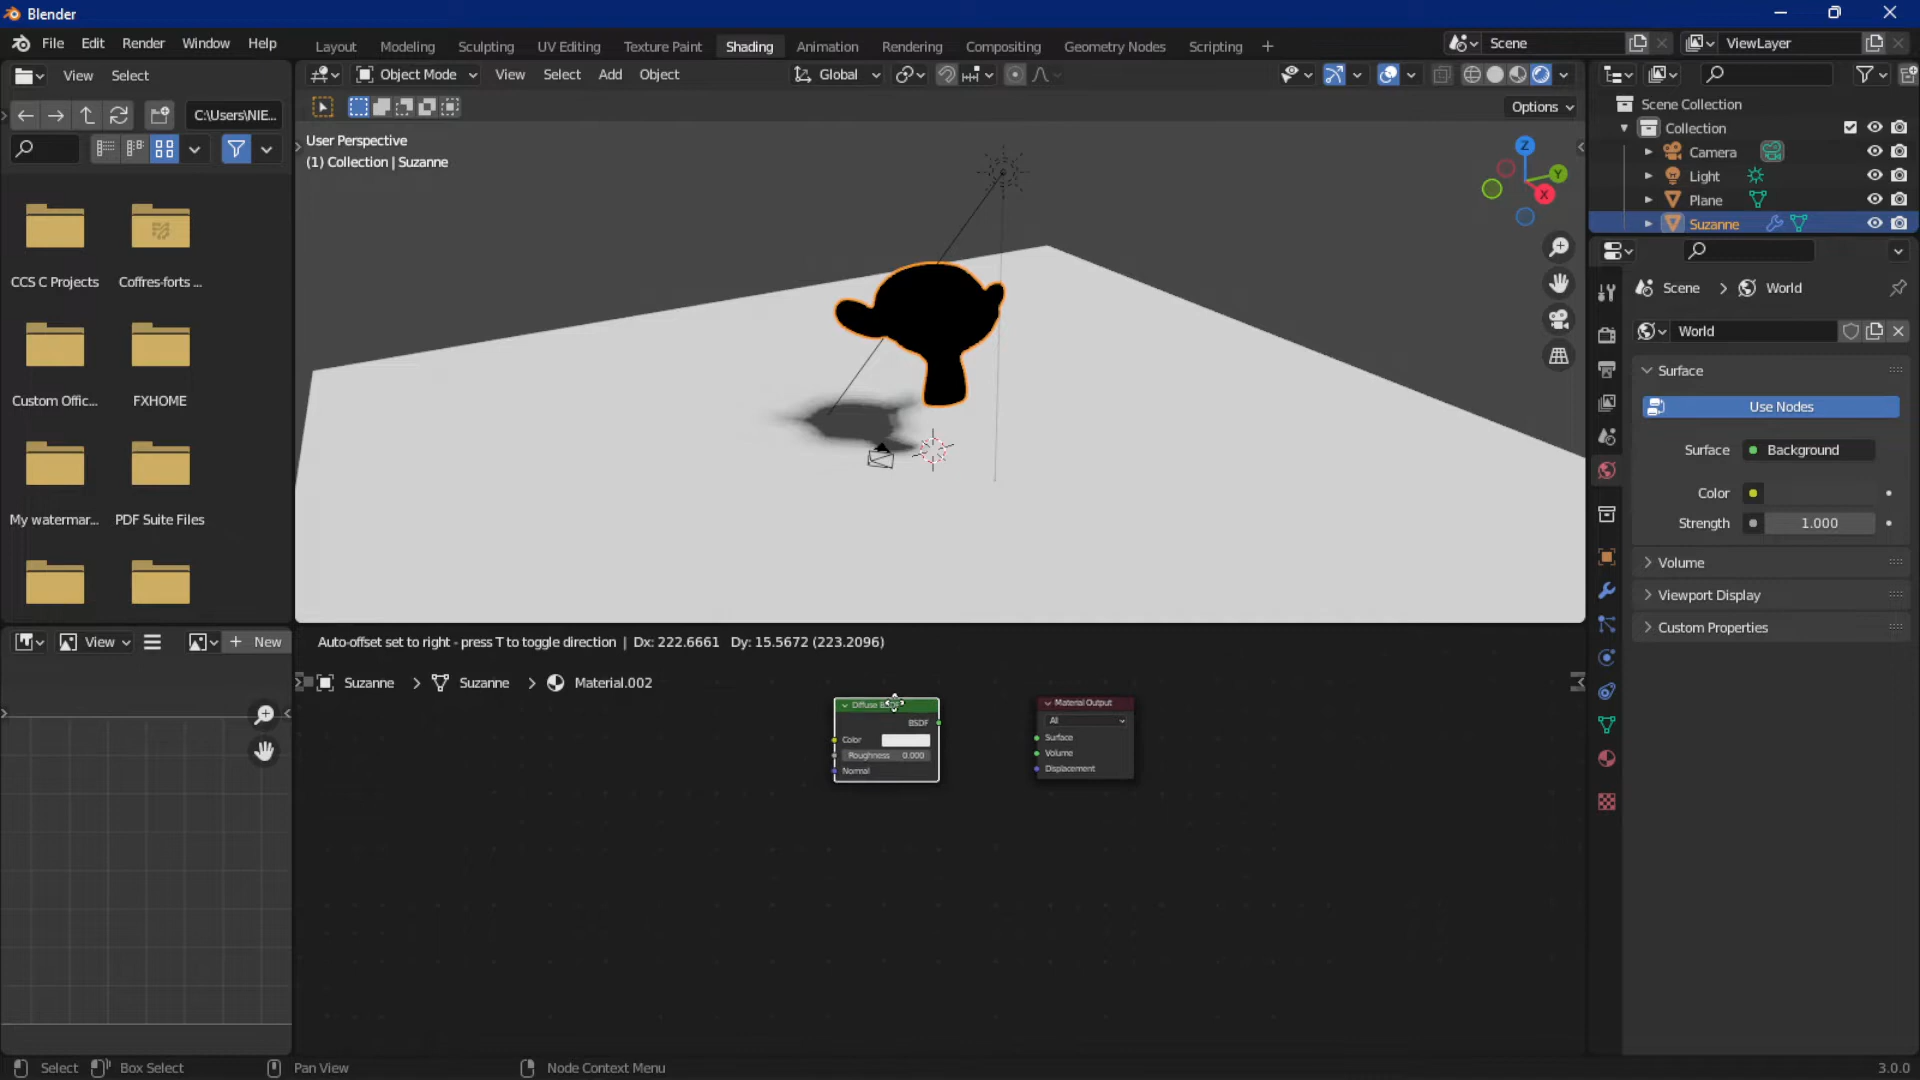 Blender
File Edit Render Window Help
Layout Modeling Sculpting UV Editing Texture Paint Shading Animation Rendering Compositing Geometry Nodes Scripting +
Scene
ViewLayer
View Select
Object Mode View Select Add Object
Global
C:\Users\NIE...
Options
User Perspective
(1) Collection | Suzanne
Z
Y
X
Scene Collection
Collection
Camera
Light
Plane
Suzanne
CCS C Projects
Coffres-forts ...
Custom Offic...
FXHOME
My watermar...
PDF Suite Files
Scene > World
World
Surface
Use Nodes
Surface Background
Color
Strength 1.000
Volume
Viewport Display
Custom Properties
View
+ New
Auto-offset set to right - press T to toggle direction | Dx: 222.6661 Dy: 15.5672 (223.2096)
Suzanne > Suzanne > Material.002
Diffuse BSDF
BSDF
Color
Roughness 0.000
Normal
Material Output
All
Surface
Volume
Displacement
Select Box Select Pan View Node Context Menu
3.0.0